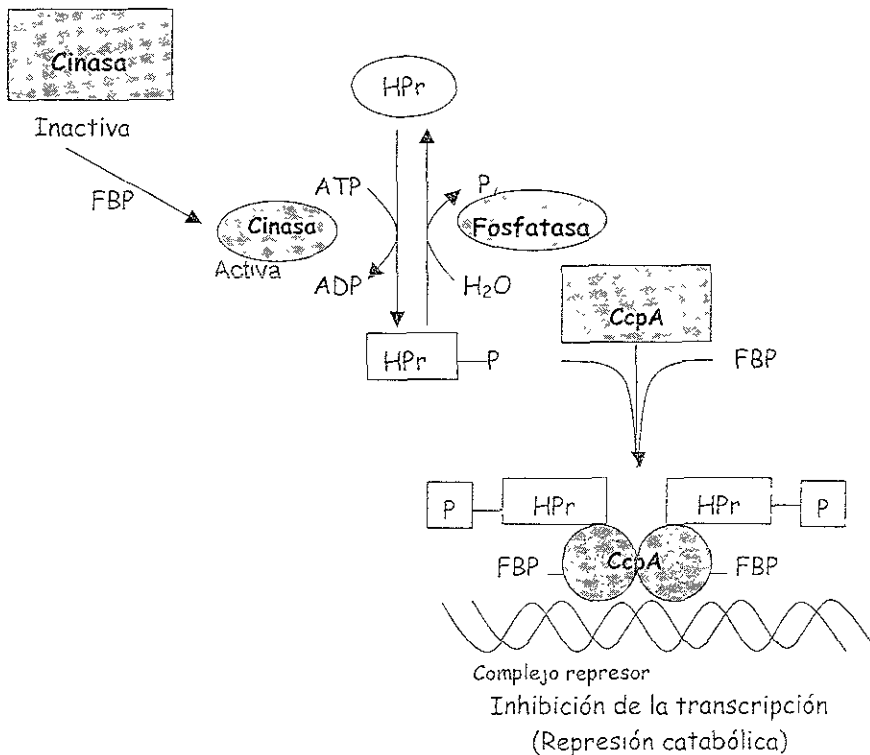 Cinasa
Inactiva
FBP
Cinasa
Activa
HPr
ATP
ADP
P
Fosfatasa
H₂O
HPr
P
CcpA
FBP
P
HPr
HPr
P
FBP
CcpA
FBP
Complejo represor
Inhibición de la transcripción
(Represión catabólica)